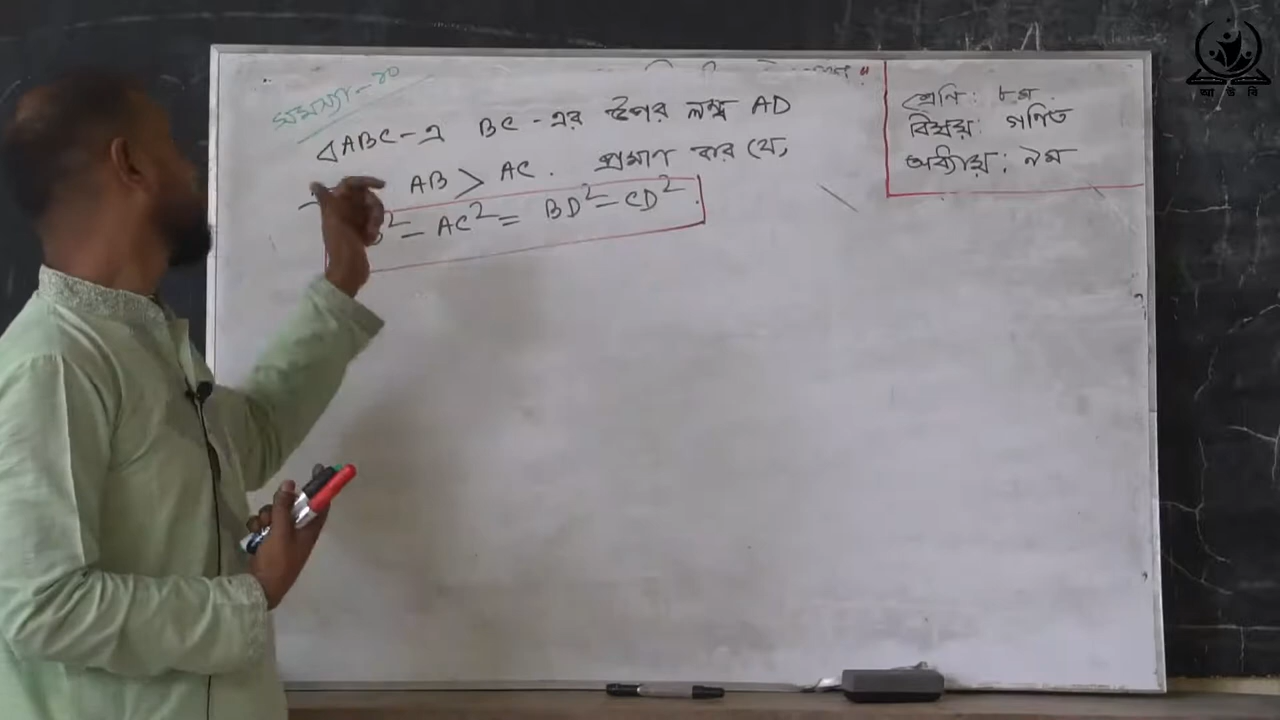 সমস্যা-১০
△ABC-এ BC-এর উপর লম্ব AD
AB > AC. প্রমাণ কর যে,
² - AC² = BD² - CD².
শ্রেণি: ৮ম.
বিষয়: গণিত
অধ্যায়: ৯ম
আ উ বি